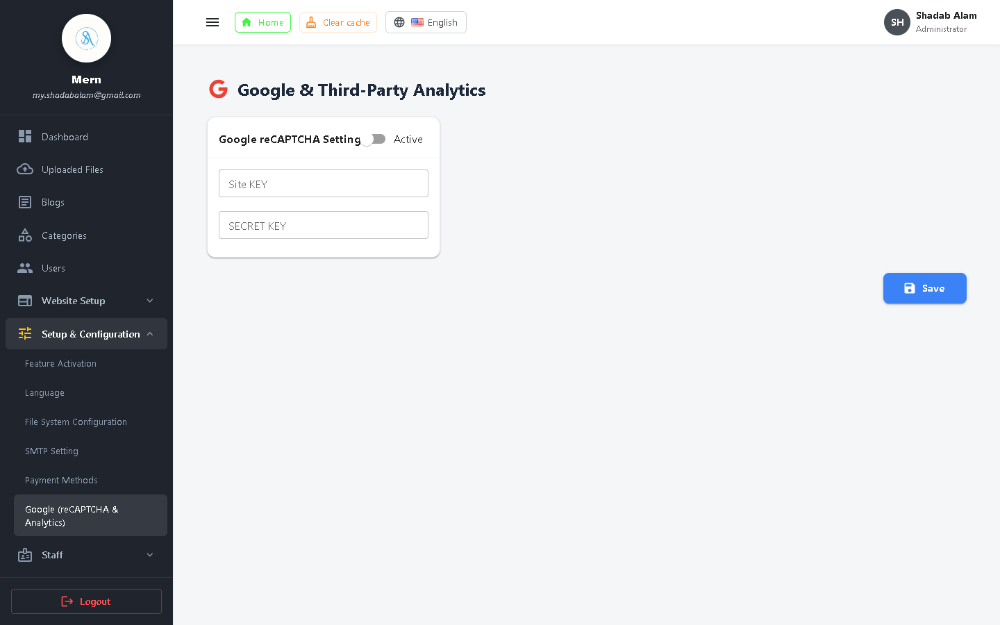 Mern
my.shadabalam@gmail.com
Dashboard
Uploaded Files
Blogs
Categories
Users
Website Setup
Setup & Configuration
Feature Activation
Language
File System Configuration
SMTP Setting
Payment Methods
Google (reCAPTCHA &
Analytics)
Staff
Logout
Home
Clear cache
English
SH
Shadab Alam
Administrator
Google & Third-Party Analytics
Google reCAPTCHA Setting
Active
Site KEY
SECRET KEY
Save